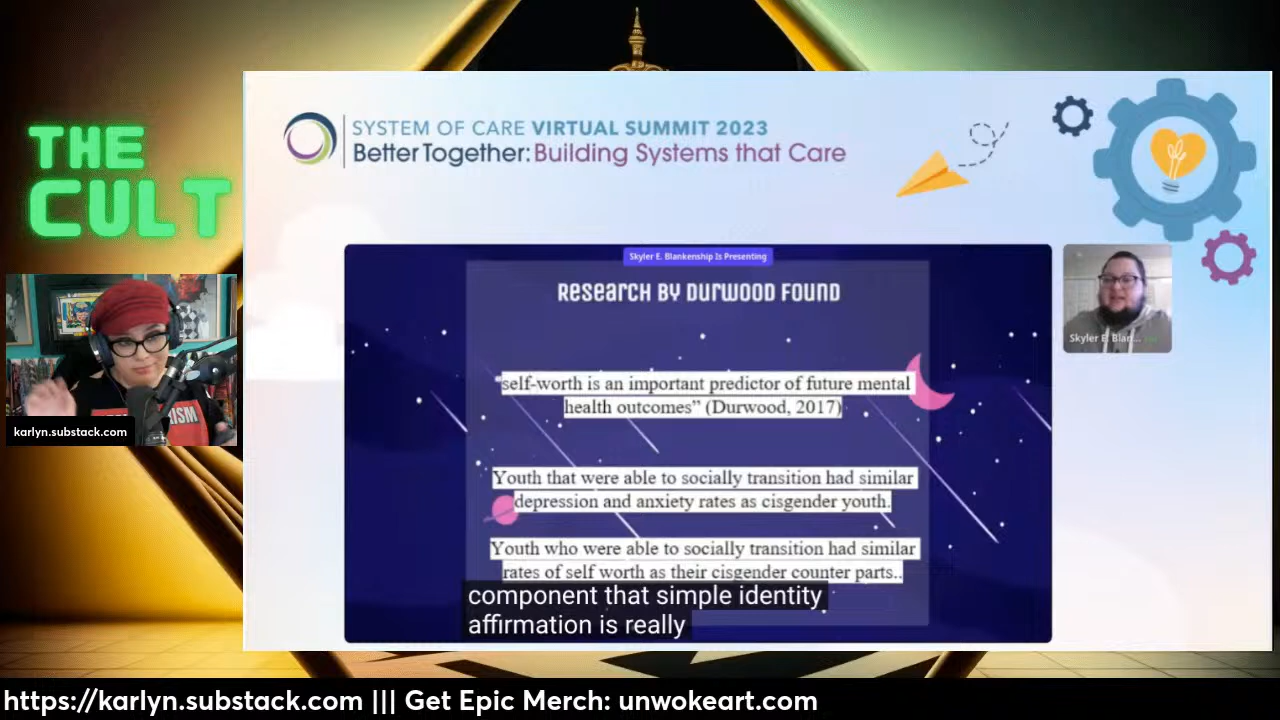 THE
CULT
karlyn.substack.com
SYSTEM OF CARE VIRTUAL SUMMIT 2023
Better Together: Building Systems that Care
Skyler E. Blankenship Is Presenting
Research by Durwood Found
self-worth is an important predictor of future mental
health outcomes” (Durwood, 2017)
Youth that were able to socially transition had similar
depression and anxiety rates as cisgender youth.
Youth who were able to socially transition had similar
rates of self worth as their cisgender counter parts..
component that simple identity
affirmation is really
Skyler E. Blan...
https://karlyn.substack.com ||| Get Epic Merch: unwokeart.com